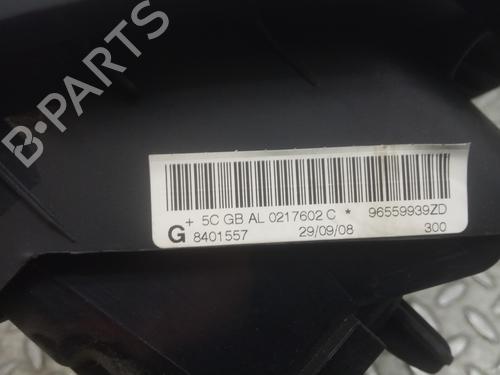 B-PARTS
+ 5C GB AL 0217602 C * 96559939ZD
G 8401557 29/09/08 300